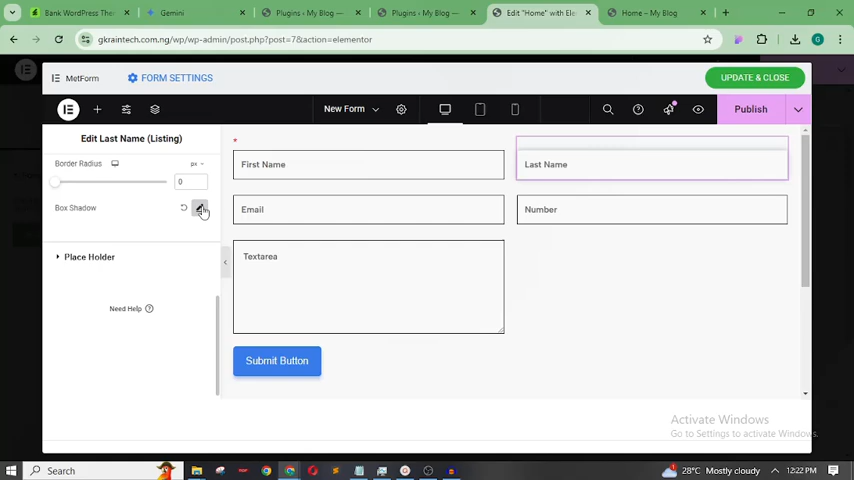 Bank WordPress The
Gemini
Plugins ‹ My Blog —
Plugins ‹ My Blog —
Edit "Home" with Ele
Home – My Blog
gkraintech.com.ng/wp/wp-admin/post.php?post=7&action=elementor
MetForm
FORM SETTINGS
UPDATE & CLOSE
New Form
Publish
Edit Last Name (Listing)
Border Radius
px
0
Box Shadow
Place Holder
Need Help
*
First Name
Last Name
Email
Number
Textarea
Submit Button
Activate Windows
Go to Settings to activate Windows.
Search
28°C Mostly cloudy
12:22 PM